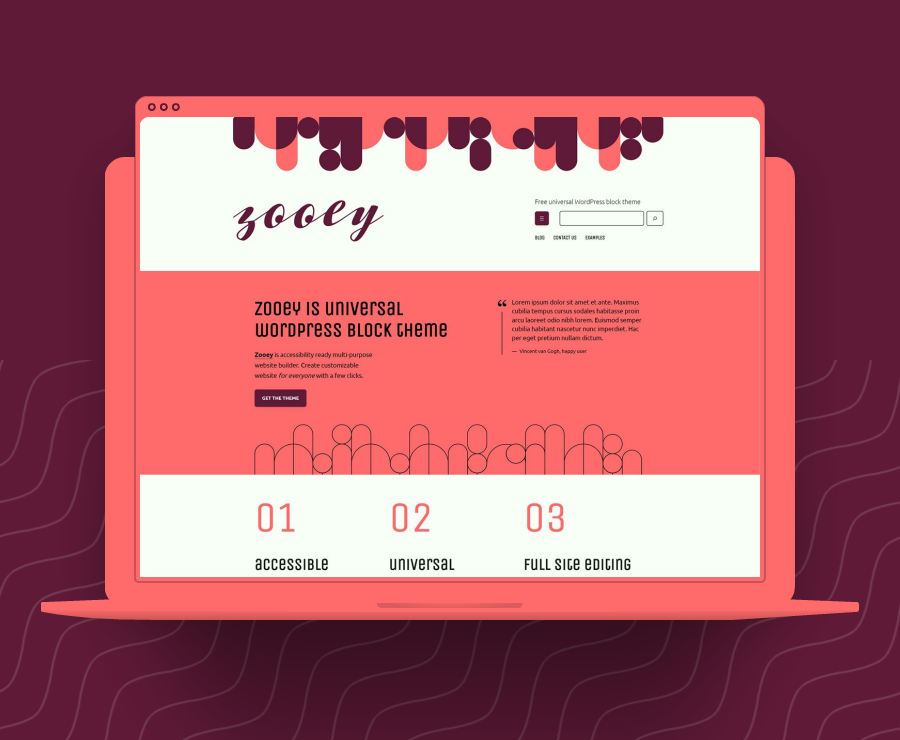 zooey
Free universal WordPress block theme
BLOG CONTACT US EXAMPLES
Zooey is universal
WordPress block theme
Zooey is accessibility ready multi-purpose
website builder. Create customizable
website for everyone with a few clicks.
GET THE THEME
“ Lorem ipsum dolor sit amet et ante. Maximus
cubilia tempus cursus sodales habitasse proin
arcu laoreet odio nibh lorem. Euismod semper
cubilia habitant nascetur nunc imperdiet. Hac
per eget pretium nullam dictum.
— Vincent van Gogh, happy user
01 02 03
accessible universal Full site editing